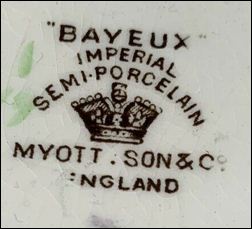 "BAYEUX"
IMPERIAL
SEMI-PORCELAIN
MYOTT. SON & Co
ENGLAND